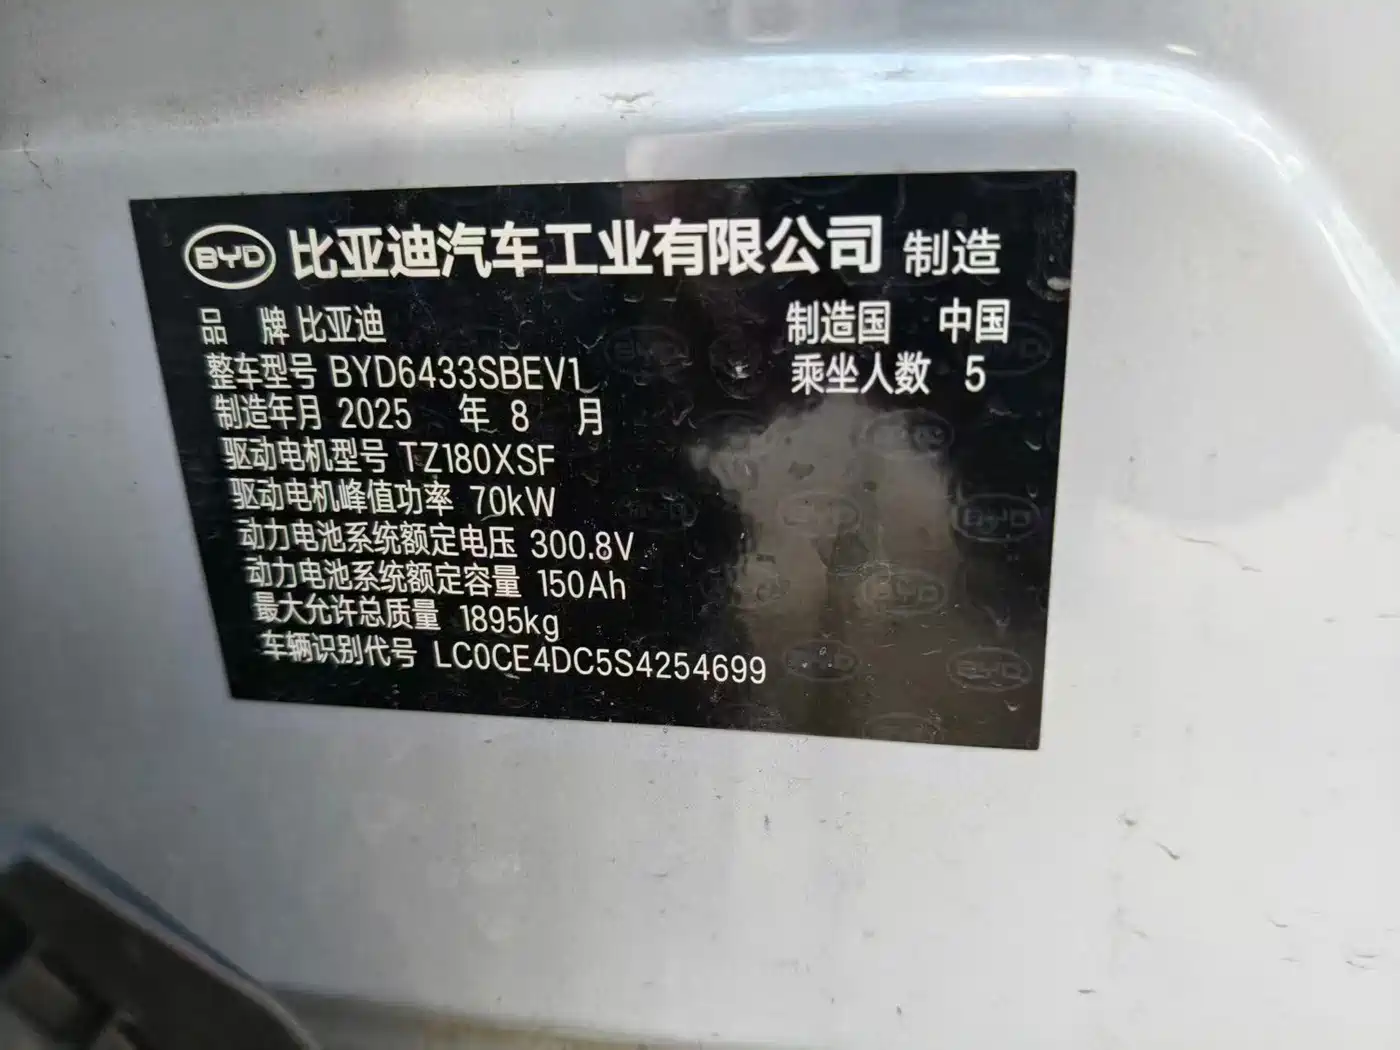 BYD 比亚迪汽车工业有限公司 制造
品 牌 比亚迪 制造国 中国
整车型号 BYD6433SBEV1 乘坐人数 5
制造年月 2025 年 8 月
驱动电机型号 TZ180XSF
驱动电机峰值功率 70kW
动力电池系统额定电压 300.8V
动力电池系统额定容量 150Ah
最大允许总质量 1895kg
车辆识别代号 LC0CE4DC5S4254699